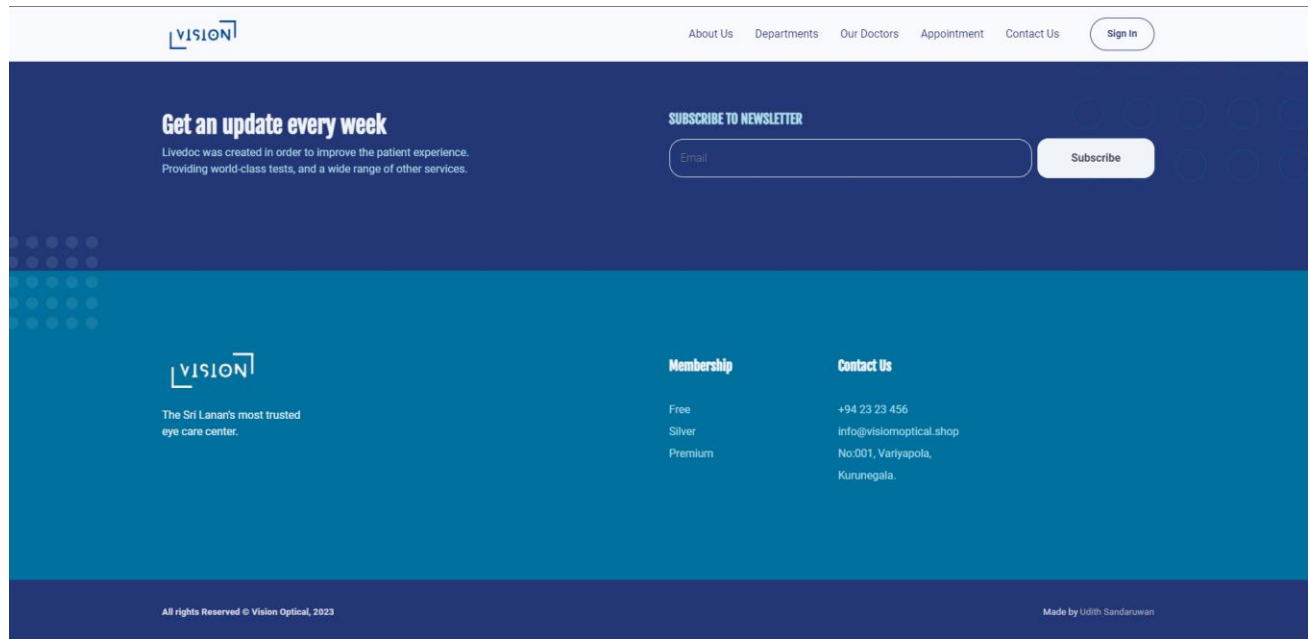 VISION
About Us Departments Our Doctors Appointment Contact Us Sign In
Get an update every week
Livedoc was created in order to improve the patient experience.
Providing world-class tests, and a wide range of other services.
SUBSCRIBE TO NEWSLETTER
Email Subscribe
VISION
The Sri Lanan's most trusted
eye care center.
Membership
Free
Silver
Premium
Contact Us
+94 23 23 456
info@visiomoptical.shop
No:001, Variyapola,
Kurunegala.
All rights Reserved © Vision Optical, 2023
Made by Udith Sandaruwan